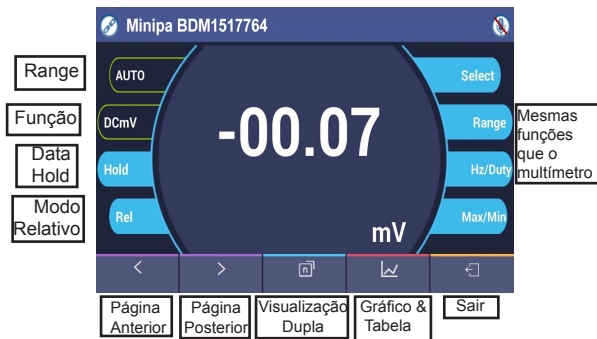 Minipa BDM1517764
Range
AUTO
Select
Função
DCmV
-00.07
Range
Mesmas
funções
que o
multímetro
Data
Hold
Hold
Hz/Duty
Modo
Relativo
Rel
mV
Max/Min
n
Página
Anterior
Página
Posterior
Visualização
Dupla
Gráfico &
Tabela
Sair